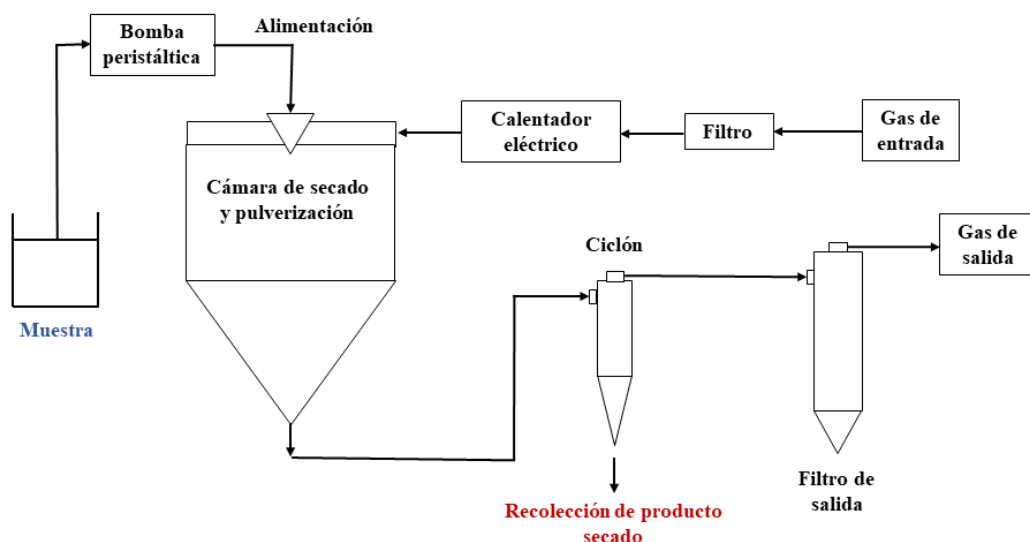 Bomba
peristáltica
Alimentación
Calentador
eléctrico
Filtro
Gas de
entrada
Cámara de secado
y pulverización
Muestra
Ciclón
Gas de
salida
Filtro de
salida
Recolección de producto
secado